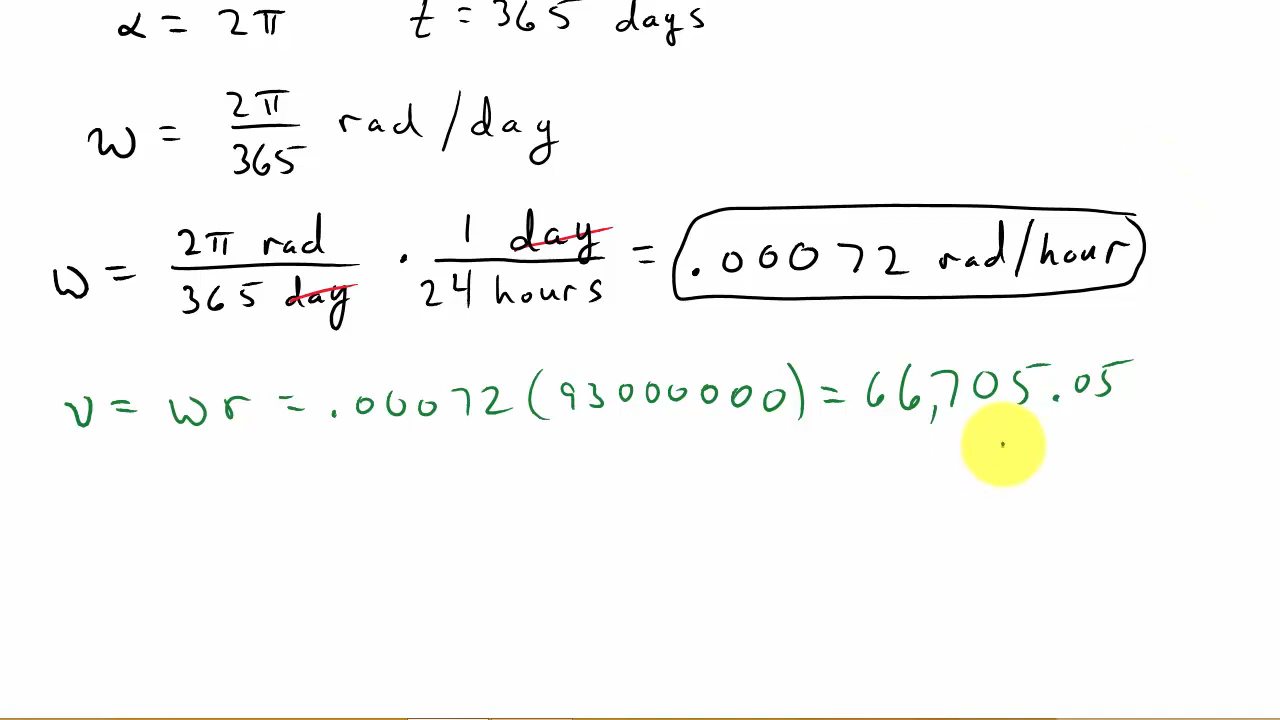 α = 2π t = 365 days
w = 2π/365 rad/day
w = 2π rad/365 day · 1 day/24 hours = .00072 rad/hour
v = wr = .00072(93000000) = 66,705.05